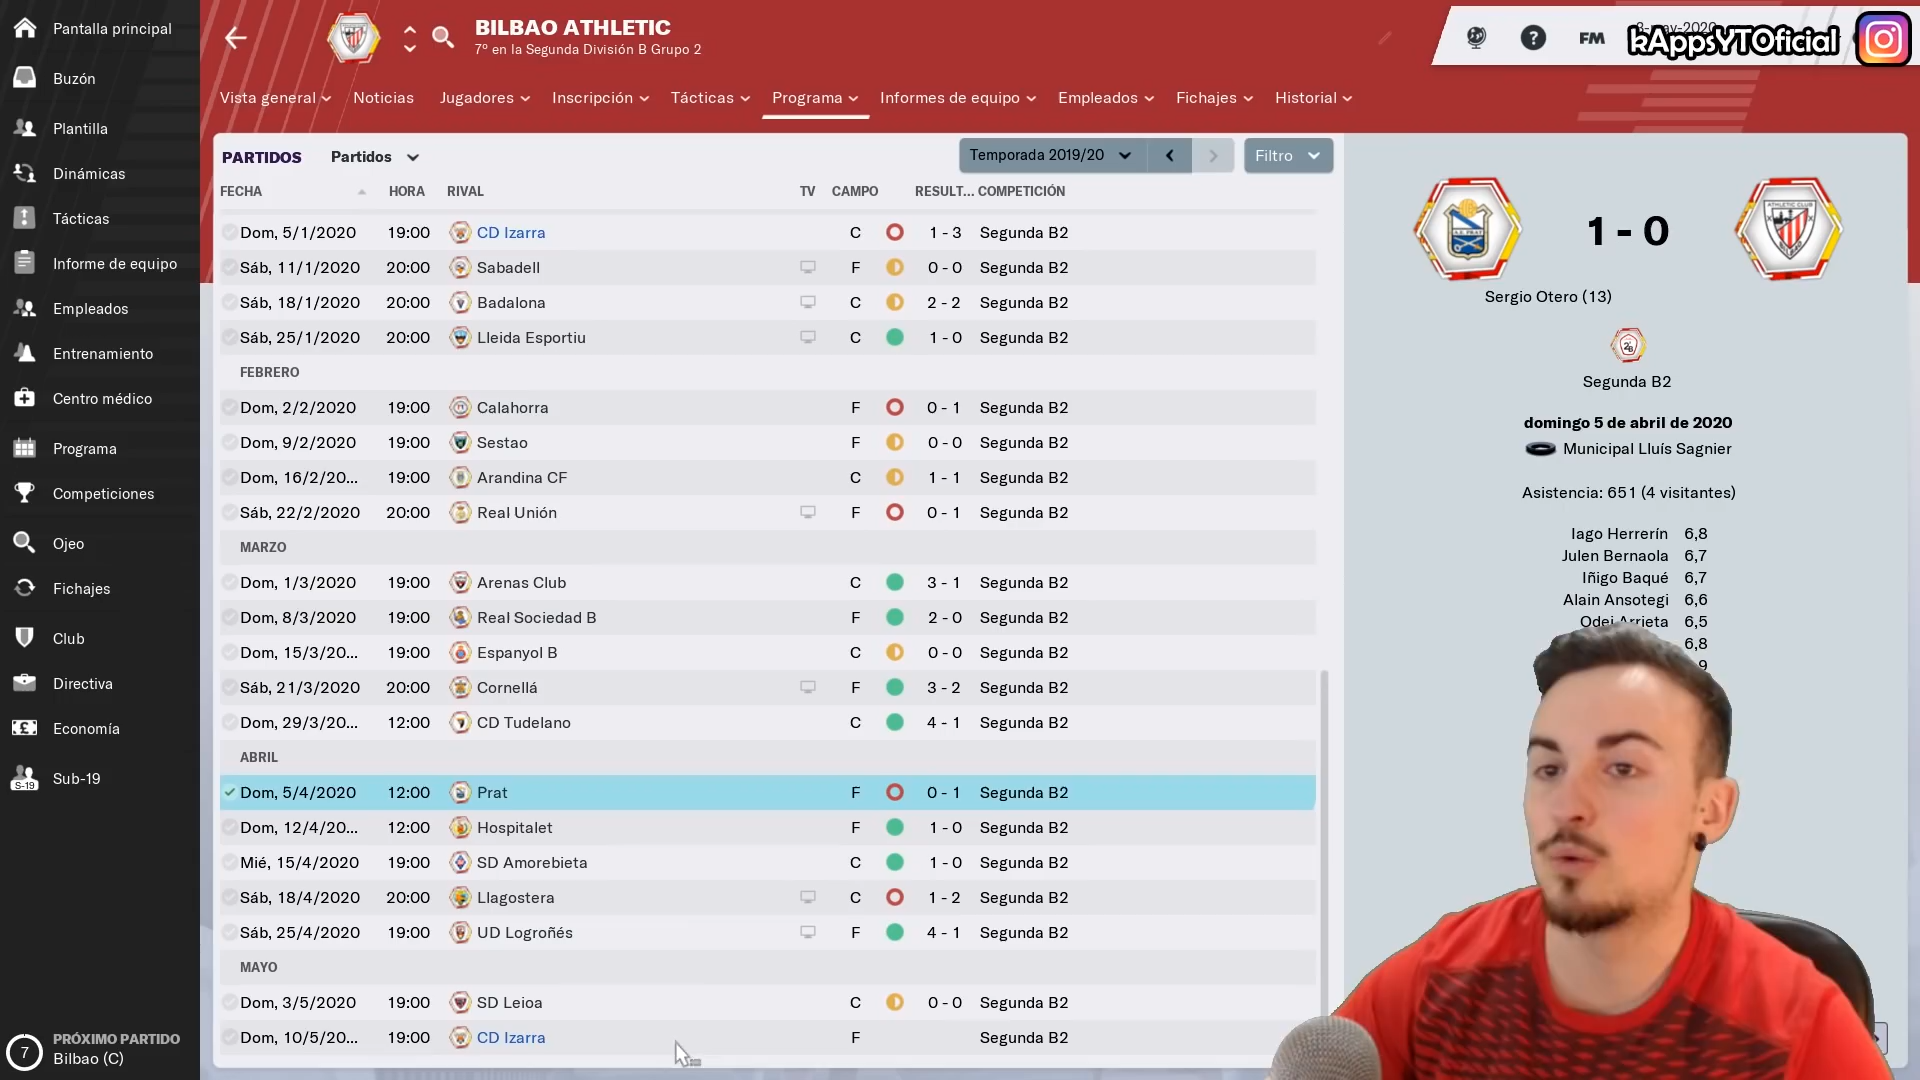 Pantalla principal
Buzón
Plantilla
Dinámicas
Tácticas
Informe de equipo
Empleados
Entrenamiento
Centro médico
Programa
Competiciones
Ojeo
Fichajes
Club
Directiva
Economía
S-19 Sub-19
7 PRÓXIMO PARTIDO
Bilbao (C)
BILBAO ATHLETIC
7º en la Segunda División B Grupo 2
FM
kAppsYTOficial
Vista general Noticias Jugadores Inscripción Tácticas Programa Informes de equipo Empleados Fichajes Historial
PARTIDOS Partidos Temporada 2019/20 Filtro
FECHA HORA RIVAL TV CAMPO RESULT... COMPETICIÓN
Dom, 5/1/2020 19:00 CD Izarra C 1 - 3 Segunda B2
Sáb, 11/1/2020 20:00 Sabadell F 0 - 0 Segunda B2
Sáb, 18/1/2020 20:00 Badalona C 2 - 2 Segunda B2
Sáb, 25/1/2020 20:00 Lleida Esportiu C 1 - 0 Segunda B2
FEBRERO
Dom, 2/2/2020 19:00 Calahorra F 0 - 1 Segunda B2
Dom, 9/2/2020 19:00 Sestao F 0 - 0 Segunda B2
Dom, 16/2/20... 19:00 Arandina CF C 1 - 1 Segunda B2
Sáb, 22/2/2020 20:00 Real Unión F 0 - 1 Segunda B2
MARZO
Dom, 1/3/2020 19:00 Arenas Club C 3 - 1 Segunda B2
Dom, 8/3/2020 19:00 Real Sociedad B F 2 - 0 Segunda B2
Dom, 15/3/20... 19:00 Espanyol B C 0 - 0 Segunda B2
Sáb, 21/3/2020 20:00 Cornellá F 3 - 2 Segunda B2
Dom, 29/3/20... 12:00 CD Tudelano C 4 - 1 Segunda B2
ABRIL
Dom, 5/4/2020 12:00 Prat F 0 - 1 Segunda B2
Dom, 12/4/20... 12:00 Hospitalet F 1 - 0 Segunda B2
Mié, 15/4/2020 19:00 SD Amorebieta C 1 - 0 Segunda B2
Sáb, 18/4/2020 20:00 Llagostera C 1 - 2 Segunda B2
Sáb, 25/4/2020 19:00 UD Logroñés F 4 - 1 Segunda B2
MAYO
Dom, 3/5/2020 19:00 SD Leioa C 0 - 0 Segunda B2
Dom, 10/5/20... 19:00 CD Izarra F Segunda B2
1 - 0
Sergio Otero (13)
Segunda B2
domingo 5 de abril de 2020
Municipal Lluís Sagnier
Asistencia: 651 (4 visitantes)
Iago Herrerín 6,8
Julen Bernaola 6,7
Iñigo Baqué 6,7
Alain Ansotegi 6,6
Odei Arrieta 6,5
6,8